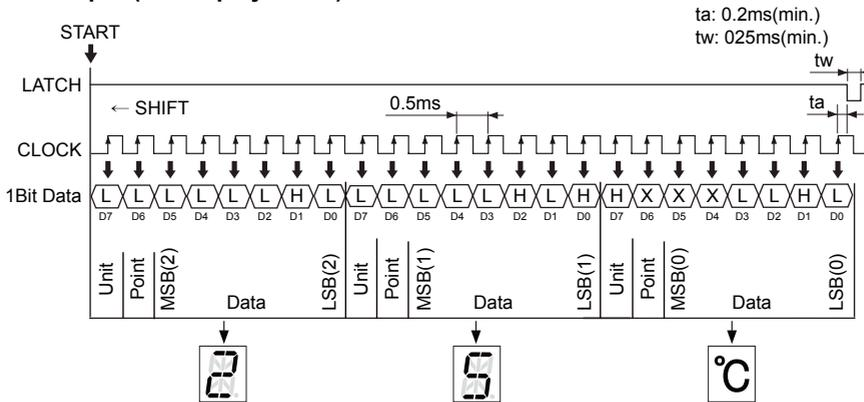 ta: 0.2ms(min.)
START
tw: 025ms(min.)
tw
LATCH
← SHIFT
0.5ms
ta
CLOCK
1Bit Data L L L L L L H L L L L L L H L H H X X X L L H L
D7 D6 D5 D4 D3 D2 D1 D0 D7 D6 D5 D4 D3 D2 D1 D0 D7 D6 D5 D4 D3 D2 D1 D0
Unit Point MSB(2) Data LSB(2) Unit Point MSB(1) Data LSB(1) Unit Point MSB(0) Data LSB(0)
2 5 °C